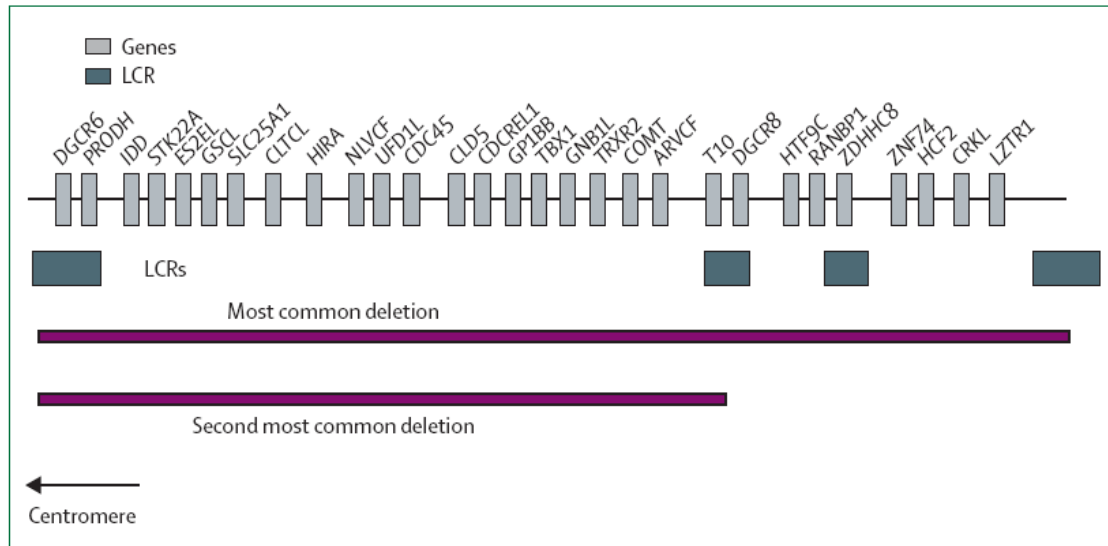 Genes
LCR
DGCR6
PRODH
IDD
STK22A
ES2EL
GSCL
SLC25A1
CLTCL
HIRA
NLVCF
UFD1L
CDC45
CLD5
CDCREL1
GP1BB
TBX1
GNB1L
TRXR2
COMT
ARVCF
T10
DGCR8
HTF9C
RANBP1
ZDHHC8
ZNF74
HCF2
CRKL
LZTR1
LCRs
Most common deletion
Second most common deletion
Centromere